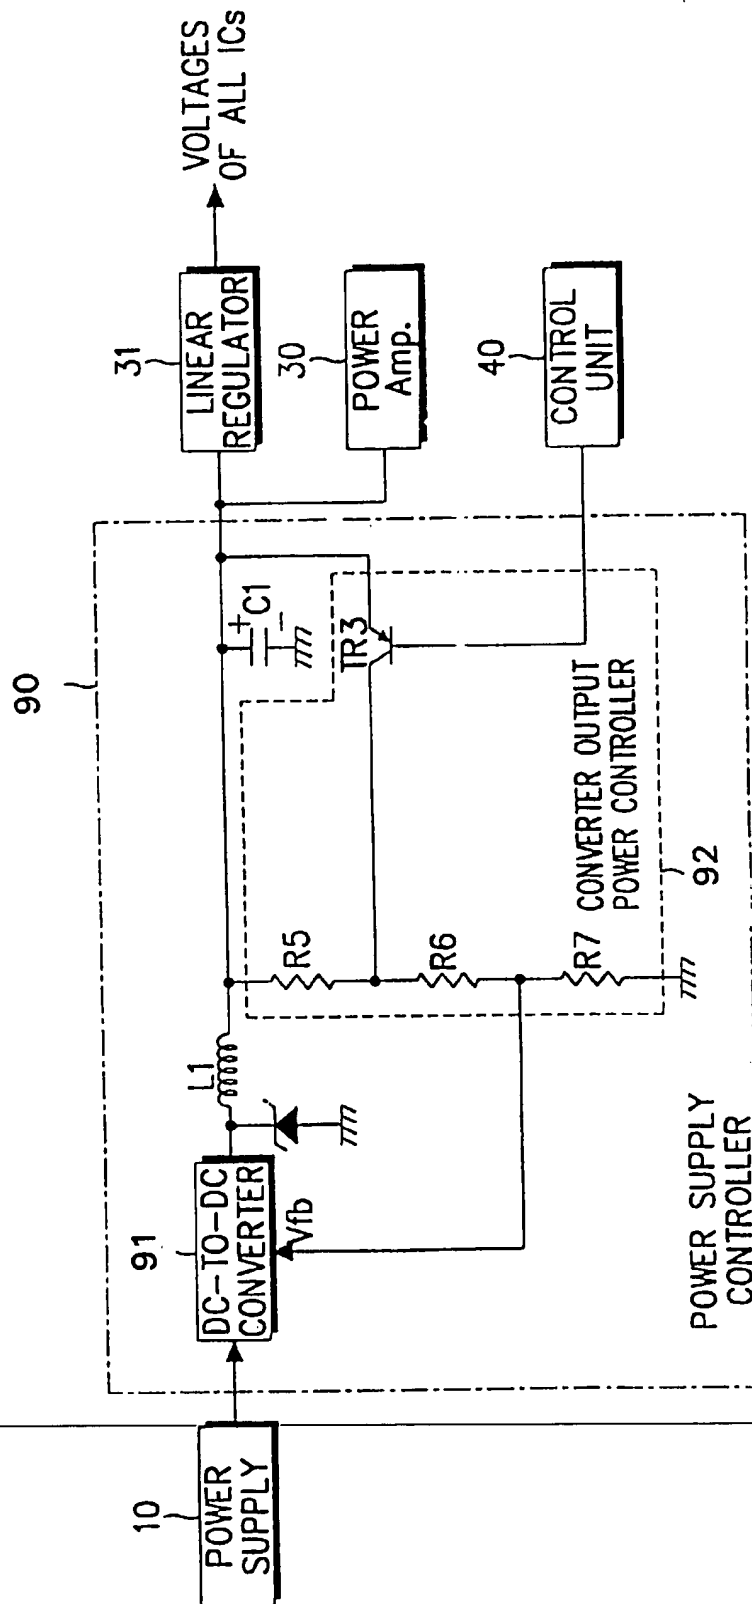 10
POWER
SUPPLY
90
91
DC-TO-DC
CONVERTER
Vfb
L1
R5
R6
R7
C1
+
-
TR3
CONVERTER OUTPUT
POWER CONTROLLER
92
POWER SUPPLY
CONTROLLER
31
LINEAR
REGULATOR
VOLTAGES
OF ALL ICs
30
POWER
Amp.
40
CONTROL
UNIT